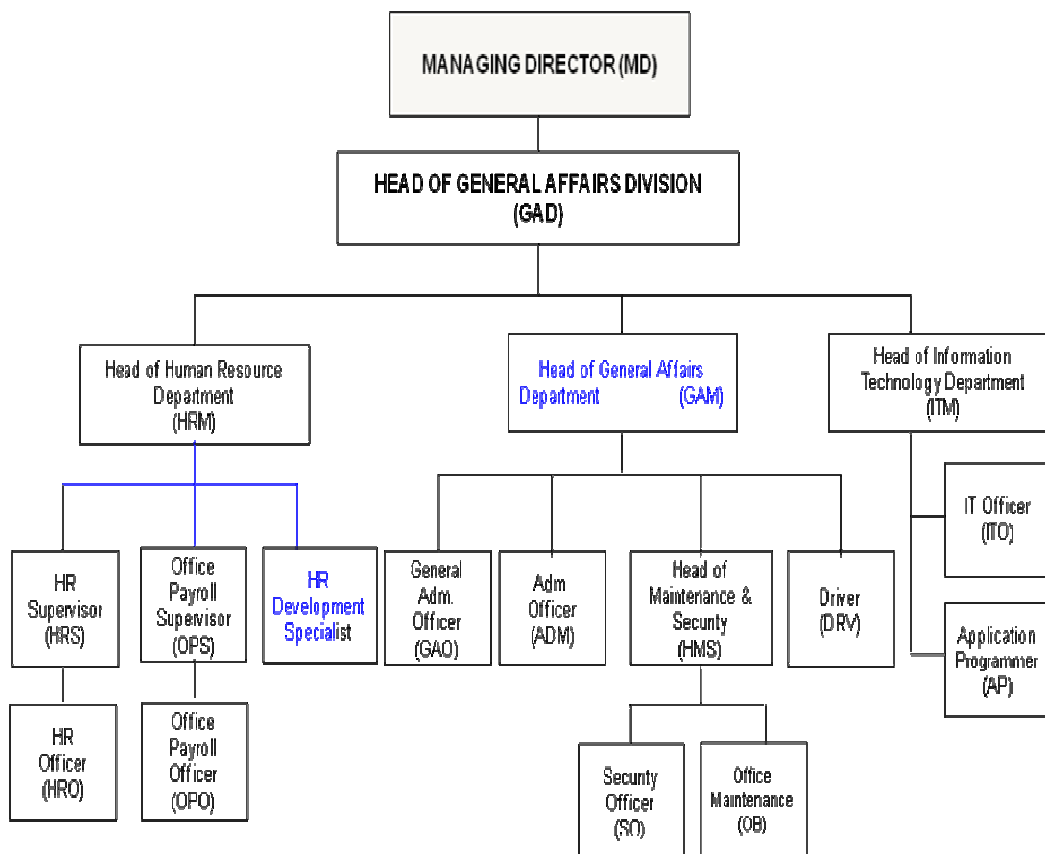 MANAGING DIRECTOR (MD)
HEAD OF GENERAL AFFAIRS DIVISION
(GAD)
Head of Human Resource
Department
(HRM)
Head of General Affairs
Department (GAM)
Head of Information
Technology Department
(ITM)
HR
Supervisor
(HRS)
Office
Payroll
Supervisor
(OPS)
HR
Development
Specialist
General
Adm.
Officer
(GAO)
Adm
Officer
(ADM)
Head of
Maintenance &
Security
(HMS)
Driver
(DRV)
IT Officer
(ITO)
Application
Programmer
(AP)
HR
Officer
(HRO)
Office
Payroll
Officer
(OPO)
Security
Officer
(SO)
Office
Maintenance
(OB)